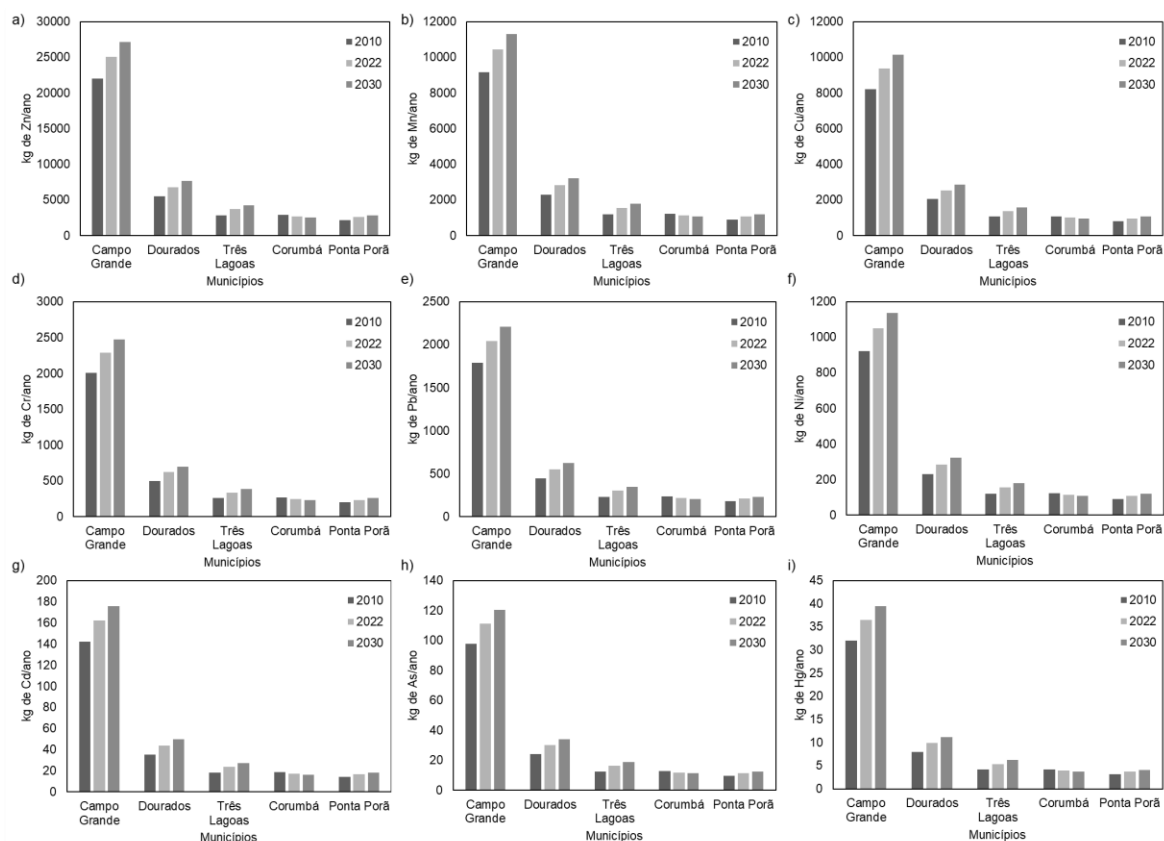 a)
kg de Zn/ano
30000
25000
20000
15000
10000
5000
0
2010
2022
2030
Campo Grande
Dourados
Três Lagoas
Corumbá
Ponta Porã
Municípios
b)
kg de Mn/ano
12000
10000
8000
6000
4000
2000
0
2010
2022
2030
Campo Grande
Dourados
Três Lagoas
Corumbá
Ponta Porã
Municípios
c)
kg de Cu/ano
12000
10000
8000
6000
4000
2000
0
2010
2022
2030
Campo Grande
Dourados
Três Lagoas
Corumbá
Ponta Porã
Municípios
d)
kg de Cr/ano
3000
2500
2000
1500
1000
500
0
2010
2022
2030
Campo Grande
Dourados
Três Lagoas
Corumbá
Ponta Porã
Municípios
e)
kg de Pb/ano
2500
2000
1500
1000
500
0
2010
2022
2030
Campo Grande
Dourados
Três Lagoas
Corumbá
Ponta Porã
Municípios
f)
kg de Ni/ano
1200
1000
800
600
400
200
0
2010
2022
2030
Campo Grande
Dourados
Três Lagoas
Corumbá
Ponta Porã
Municípios
g)
kg de Cd/ano
200
180
160
140
120
100
80
60
40
20
0
2010
2022
2030
Campo Grande
Dourados
Três Lagoas
Corumbá
Ponta Porã
Municípios
h)
kg de As/ano
140
120
100
80
60
40
20
0
2010
2022
2030
Campo Grande
Dourados
Três Lagoas
Corumbá
Ponta Porã
Municípios
i)
kg de Hg/ano
45
40
35
30
25
20
15
10
5
0
2010
2022
2030
Campo Grande
Dourados
Três Lagoas
Corumbá
Ponta Porã
Municípios